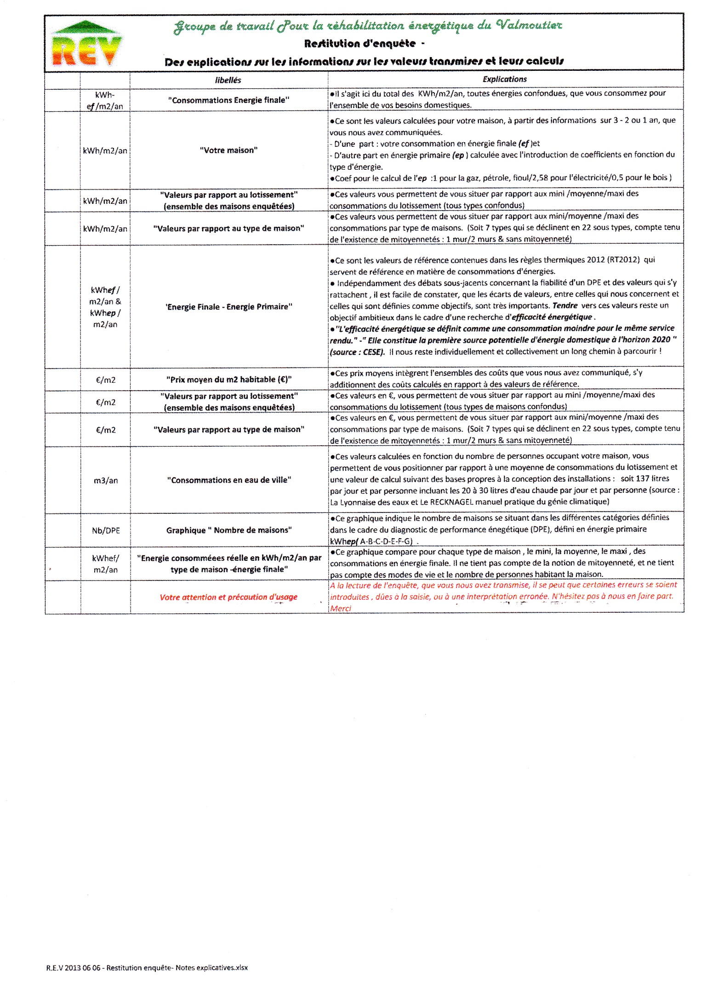 REV
Groupe de travail Pour la réhabilitation énergétique du Valmoutier
Restitution d'enquête -
Des explications sur les informations sur les valeurs transmises et leurs calculs
libellés
Explications
kWh-
ef/m2/an
"Consommations Energie finale"
●Il s'agit ici du total des KWh/m2/an, toutes énergies confondues, que vous consommez pour
l'ensemble de vos besoins domestiques.
kWh/m2/an
"Votre maison"
●Ce sont les valeurs calculées pour votre maison, à partir des informations sur 3 - 2 ou 1 an, que
vous nous avez communiquées.
- D'une part : votre consommation en énergie finale (ef )et
- D'autre part en énergie primaire (ep ) calculée avec l'introduction de coefficients en fonction du
type d'énergie.
●Coef pour le calcul de l'ep :1 pour la gaz, pétrole, fioul/2,58 pour l'électricité/0,5 pour le bois )
kWh/m2/an
"Valeurs par rapport au lotissement"
(ensemble des maisons enquêtées)
●Ces valeurs vous permettent de vous situer par rapport aux mini /moyenne/maxi des
consommations du lotissement (tous types confondus)
kWh/m2/an
"Valeurs par rapport au type de maison"
●Ces valeurs vous permettent de vous situer par rapport aux mini/moyenne /maxi des
consommations par type de maisons. (Soit 7 types qui se déclinent en 22 sous types, compte tenu
de l'existence de mitoyennetés : 1 mur/2 murs & sans mitoyenneté)
kWhef/
m2/an &
kWhep /
m2/an
'Energie Finale - Energie Primaire"
●Ce sont les valeurs de référence contenues dans les règles thermiques 2012 (RT2012) qui
servent de référence en matière de consommations d'énergies.
● Indépendamment des débats sous-jacents concernant la fiabilité d'un DPE et des valeurs qui s'y
rattachent , il est facile de constater, que les écarts de valeurs, entre celles qui nous concernent et
celles qui sont définies comme objectifs, sont très importants. Tendre vers ces valeurs reste un
objectif ambitieux dans le cadre d'une recherche d'efficacité énergétique .
●"L'efficacité énergétique se définit comme une consommation moindre pour le même service
rendu." -" Elle constitue la première source potentielle d'énergie domestique à l'horizon 2020 "
(source : CESE). Il nous reste individuellement et collectivement un long chemin à parcourir !
€/m2
"Prix moyen du m2 habitable (€)"
●Ces prix moyens intègrent l'ensembles des coûts que vous nous avez communiqué, s'y
additionnent des coûts calculés en rapport à des valeurs de référence.
€/m2
"Valeurs par rapport au lotissement"
(ensemble des maisons enquêtées)
●Ces valeurs en €, vous permettent de vous situer par rapport au mini /moyenne/maxi des
consommations du lotissement (tous types de maisons confondus)
€/m2
"Valeurs par rapport au type de maison"
●Ces valeurs en €, vous permettent de vous situer par rapport aux mini/moyenne /maxi des
consommations par type de maisons. (Soit 7 types qui se déclinent en 22 sous types, compte tenu
de l'existence de mitoyennetés : 1 mur/2 murs & sans mitoyenneté)
m3/an
"Consommations en eau de ville"
●Ces valeurs calculées en fonction du nombre de personnes occupant votre maison, vous
permettent de vous positionner par rapport à une moyenne de consommations du lotissement et
une valeur de calcul suivant des bases propres à la conception des installations : soit 137 litres
par jour et par personne incluant les 20 à 30 litres d'eau chaude par jour et par personne (source :
La Lyonnaise des eaux et Le RECKNAGEL manuel pratique du génie climatique)
Nb/DPE
Graphique " Nombre de maisons"
●Ce graphique indique le nombre de maisons se situant dans les différentes catégories définies
dans le cadre du diagnostic de performance énegétique (DPE), défini en énergie primaire
kWhep( A-B-C-D-E-F-G) .
kWhef/
m2/an
"Energie consomméees réelle en kWh/m2/an par
type de maison -énergie finale"
●Ce graphique compare pour chaque type de maison , le mini, la moyenne, le maxi , des
consommations en énergie finale. Il ne tient pas compte de la notion de mitoyenneté, et ne tient
pas compte des modes de vie et le nombre de personnes habitant la maison.
Votre attention et précaution d'usage
A la lecture de l'enquête, que vous nous avez transmise, il se peut que certaines erreurs se soient
introduites , dûes à la saisie, ou à une interprétation erronée. N'hésitez pas à nous en faire part.
Merci
R.E.V 2013 06 06 - Restitution enquête- Notes explicatives.xlsx